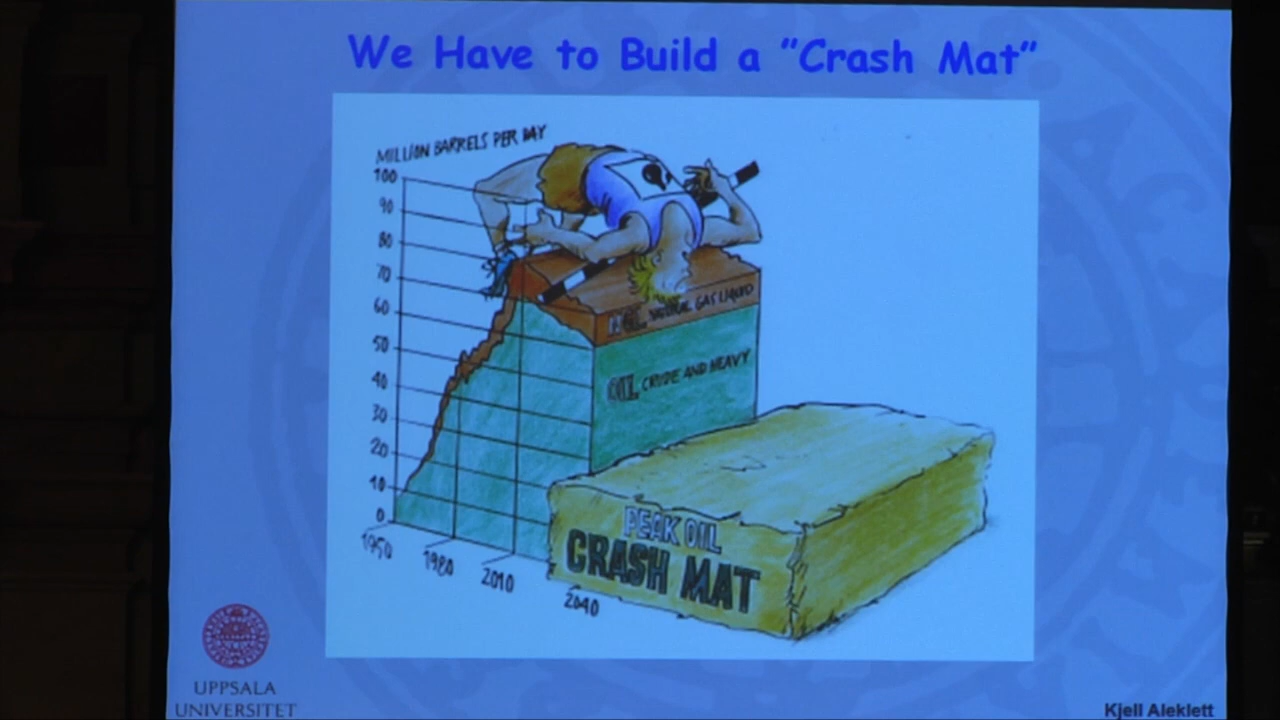 We Have to Build a ”Crash Mat”
MILLION BARRELS PER DAY
100
90
80
70
60
50
40
30
20
10
0
1950
1980
2010
2040
NGL NATURAL GAS LIQUID
OIL CRUDE AND HEAVY
PEAK OIL
CRASH MAT
UPPSALA
UNIVERSITET
Kjell Aleklett